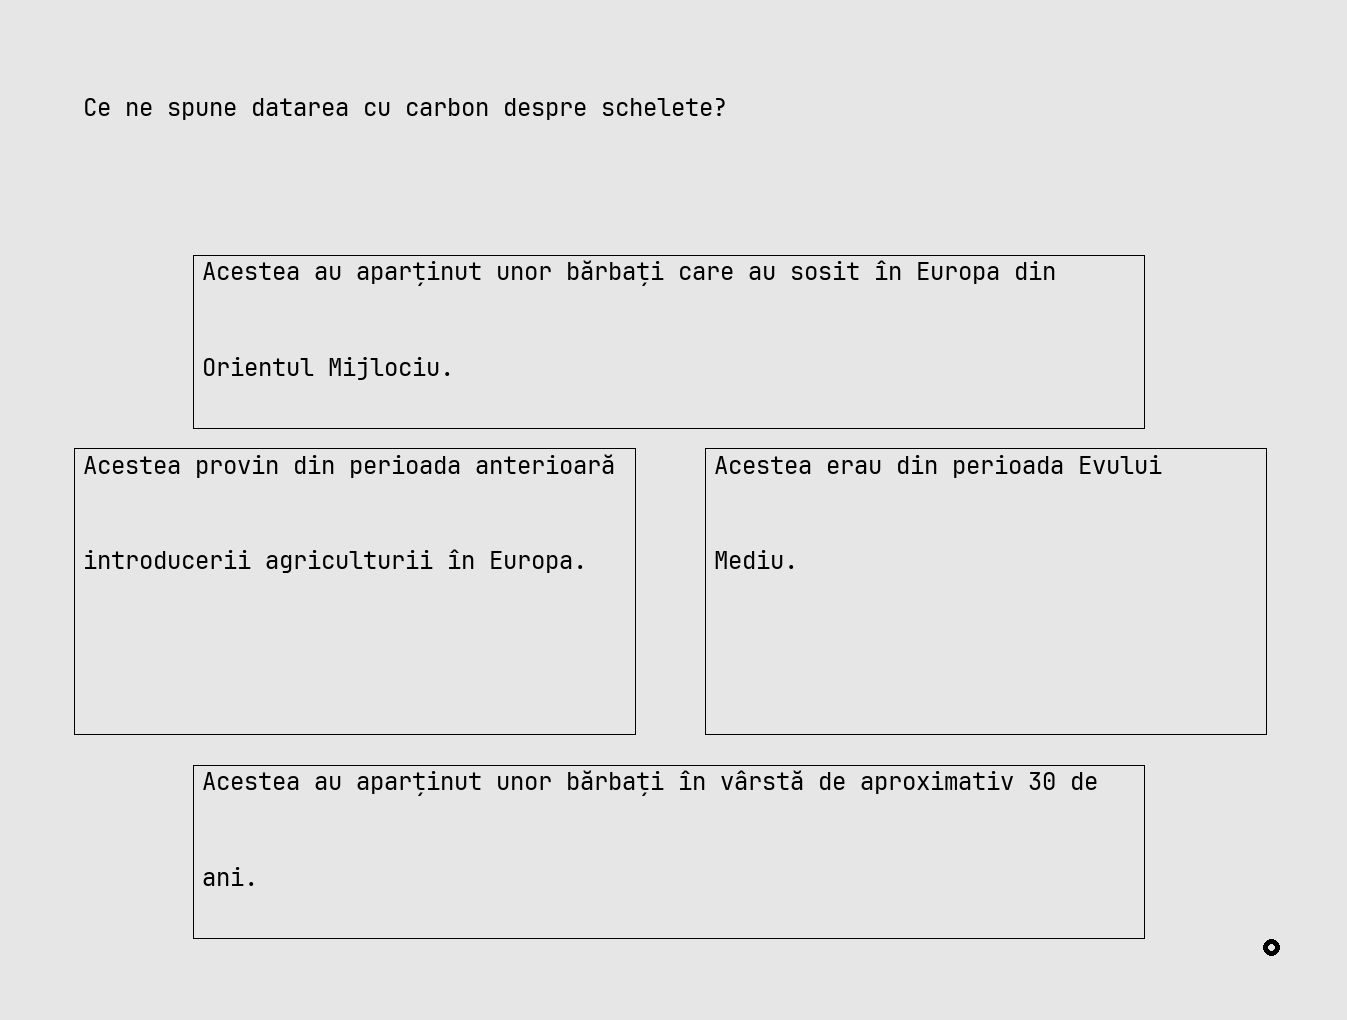 Ce ne spune datarea cu carbon despre schelete?
Acestea au aparținut unor bărbați care au sosit în Europa din
Orientul Mijlociu.
Acestea provin din perioada anterioară
introducerii agriculturii în Europa.
Acestea erau din perioada Evului
Mediu.
Acestea au aparținut unor bărbați în vârstă de aproximativ 30 de
ani.